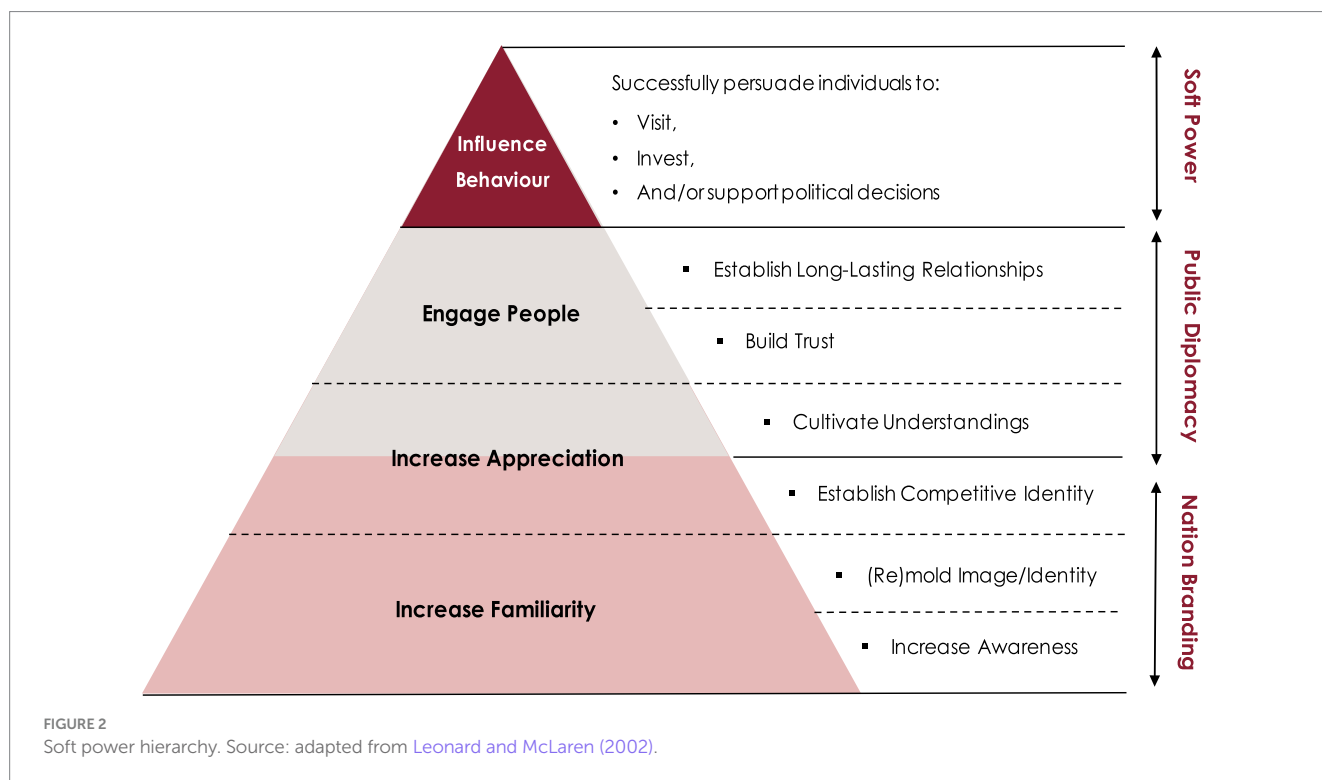 Successfully persuade individuals to:
• Visit,
• Invest,
• And/or support political decisions
Influence
Behaviour
Soft Power
▪ Establish Long-Lasting Relationships
Engage People
▪ Build Trust
Public Diplomacy
▪ Cultivate Understandings
Increase Appreciation
▪ Establish Competitive Identity
Nation Branding
▪ (Re)mold Image/Identity
Increase Familiarity
▪ Increase Awareness
FIGURE 2
Soft power hierarchy. Source: adapted from Leonard and McLaren (2002).